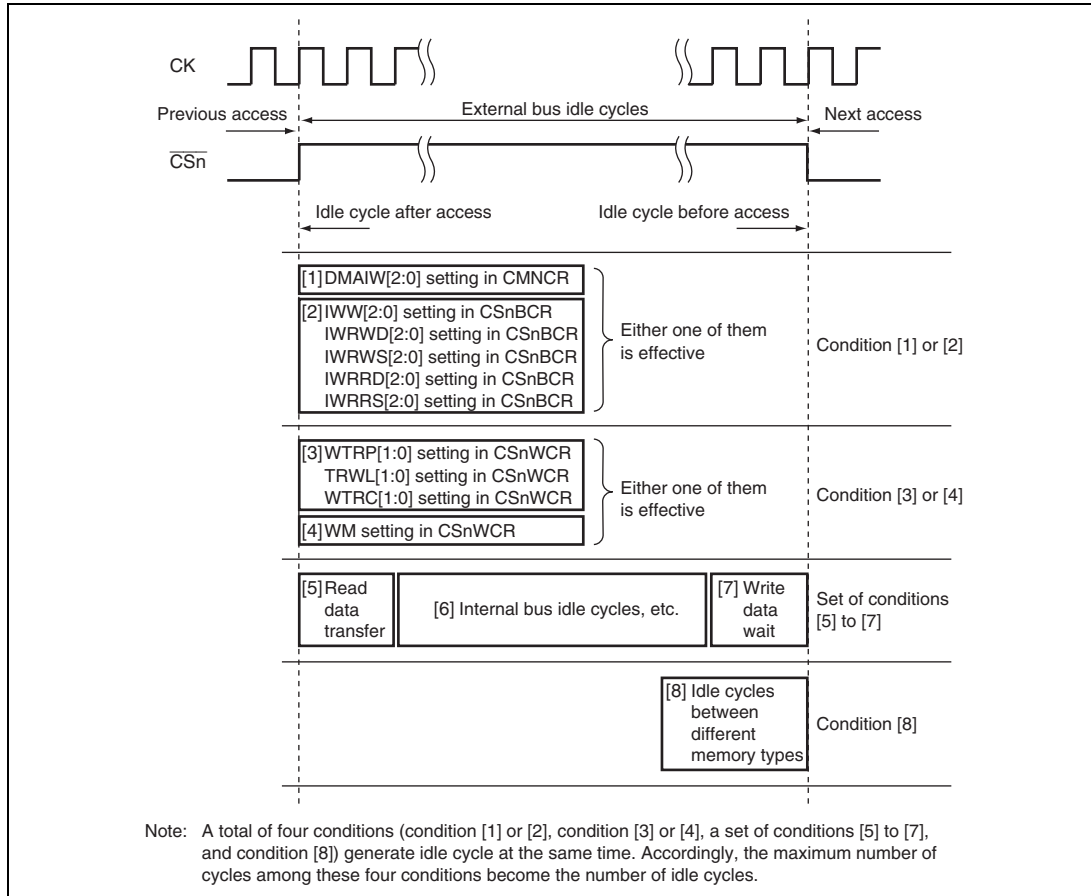 CK
Previous access
External bus idle cycles
Next access
CSn
Idle cycle after access
Idle cycle before access
[1] DMAIW[2:0] setting in CMNCR
[2] IWW[2:0] setting in CSnBCR
IWRWD[2:0] setting in CSnBCR
IWRWS[2:0] setting in CSnBCR
IWRRD[2:0] setting in CSnBCR
IWRRS[2:0] setting in CSnBCR
Either one of them
is effective
Condition [1] or [2]
[3] WTRP[1:0] setting in CSnWCR
TRWL[1:0] setting in CSnWCR
WTRC[1:0] setting in CSnWCR
[4] WM setting in CSnWCR
Either one of them
is effective
Condition [3] or [4]
[5] Read
data
transfer
[6] Internal bus idle cycles, etc.
[7] Write
data
wait
Set of conditions
[5] to [7]
[8] Idle cycles
between
different
memory types
Condition [8]
Note: A total of four conditions (condition [1] or [2], condition [3] or [4], a set of conditions [5] to [7],
and condition [8]) generate idle cycle at the same time. Accordingly, the maximum number of
cycles among these four conditions become the number of idle cycles.